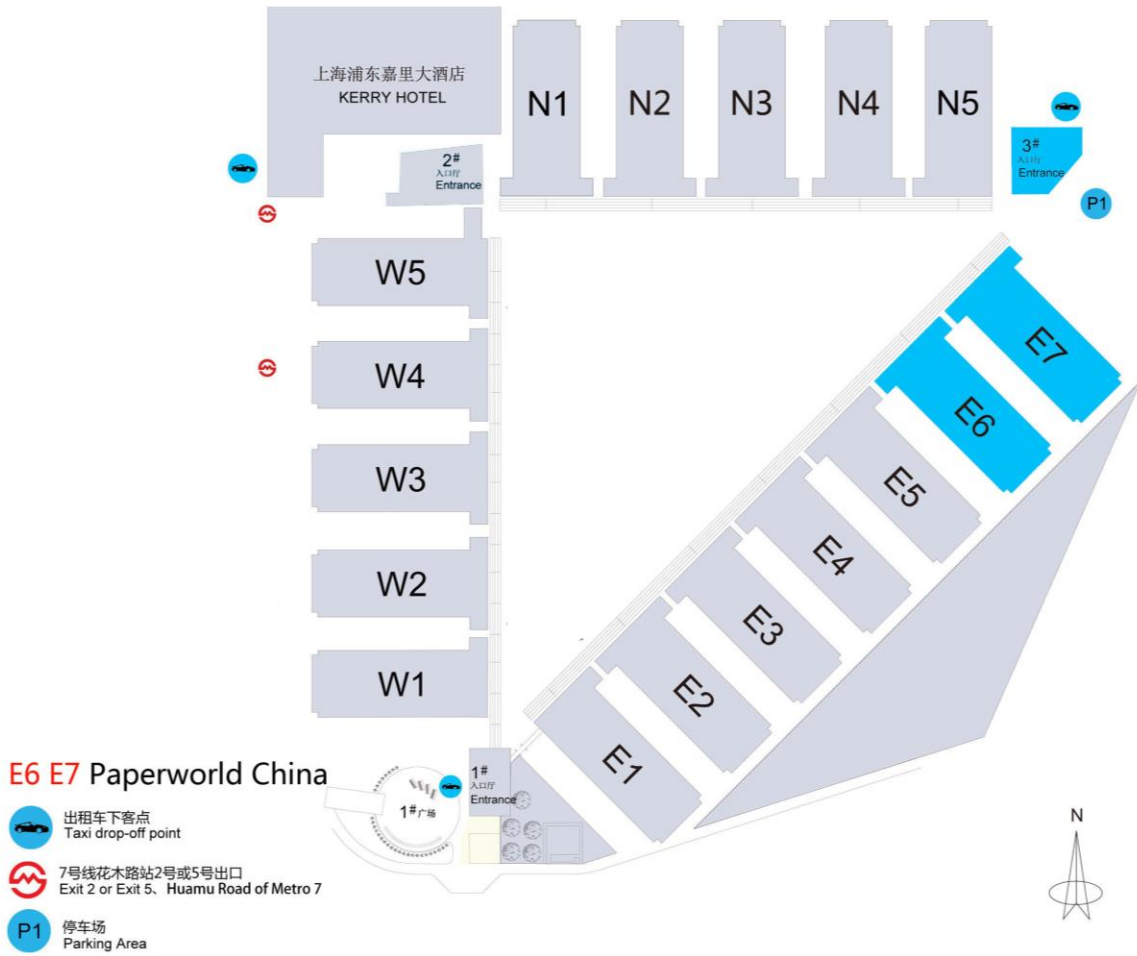 上海浦东嘉里大酒店
KERRY HOTEL
N1
N2
N3
N4
N5
2#
入口厅
Entrance
3#
入口厅
Entrance
P1
W5
W4
W3
W2
W1
E7
E6
E5
E4
E3
E2
E1
1#
入口厅
Entrance
1#广场
E6 E7 Paperworld China
出租车下客点
Taxi drop-off point
7号线花木路站2号或5号出口
Exit 2 or Exit 5、Huamu Road of Metro 7
P1
停车场
Parking Area
N